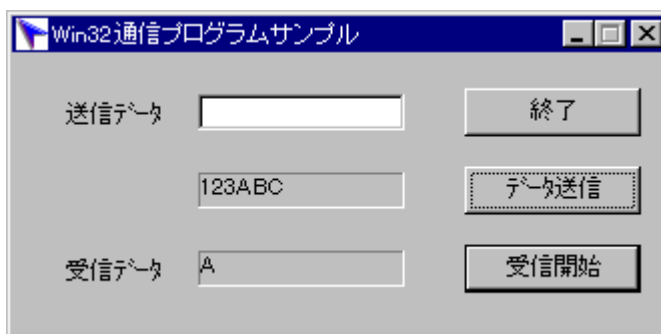 Win32通信プログラムサンプル
送信ﾃﾞｰﾀ
終了
123ABC
ﾃﾞｰﾀ送信
受信ﾃﾞｰﾀ
A
受信開始